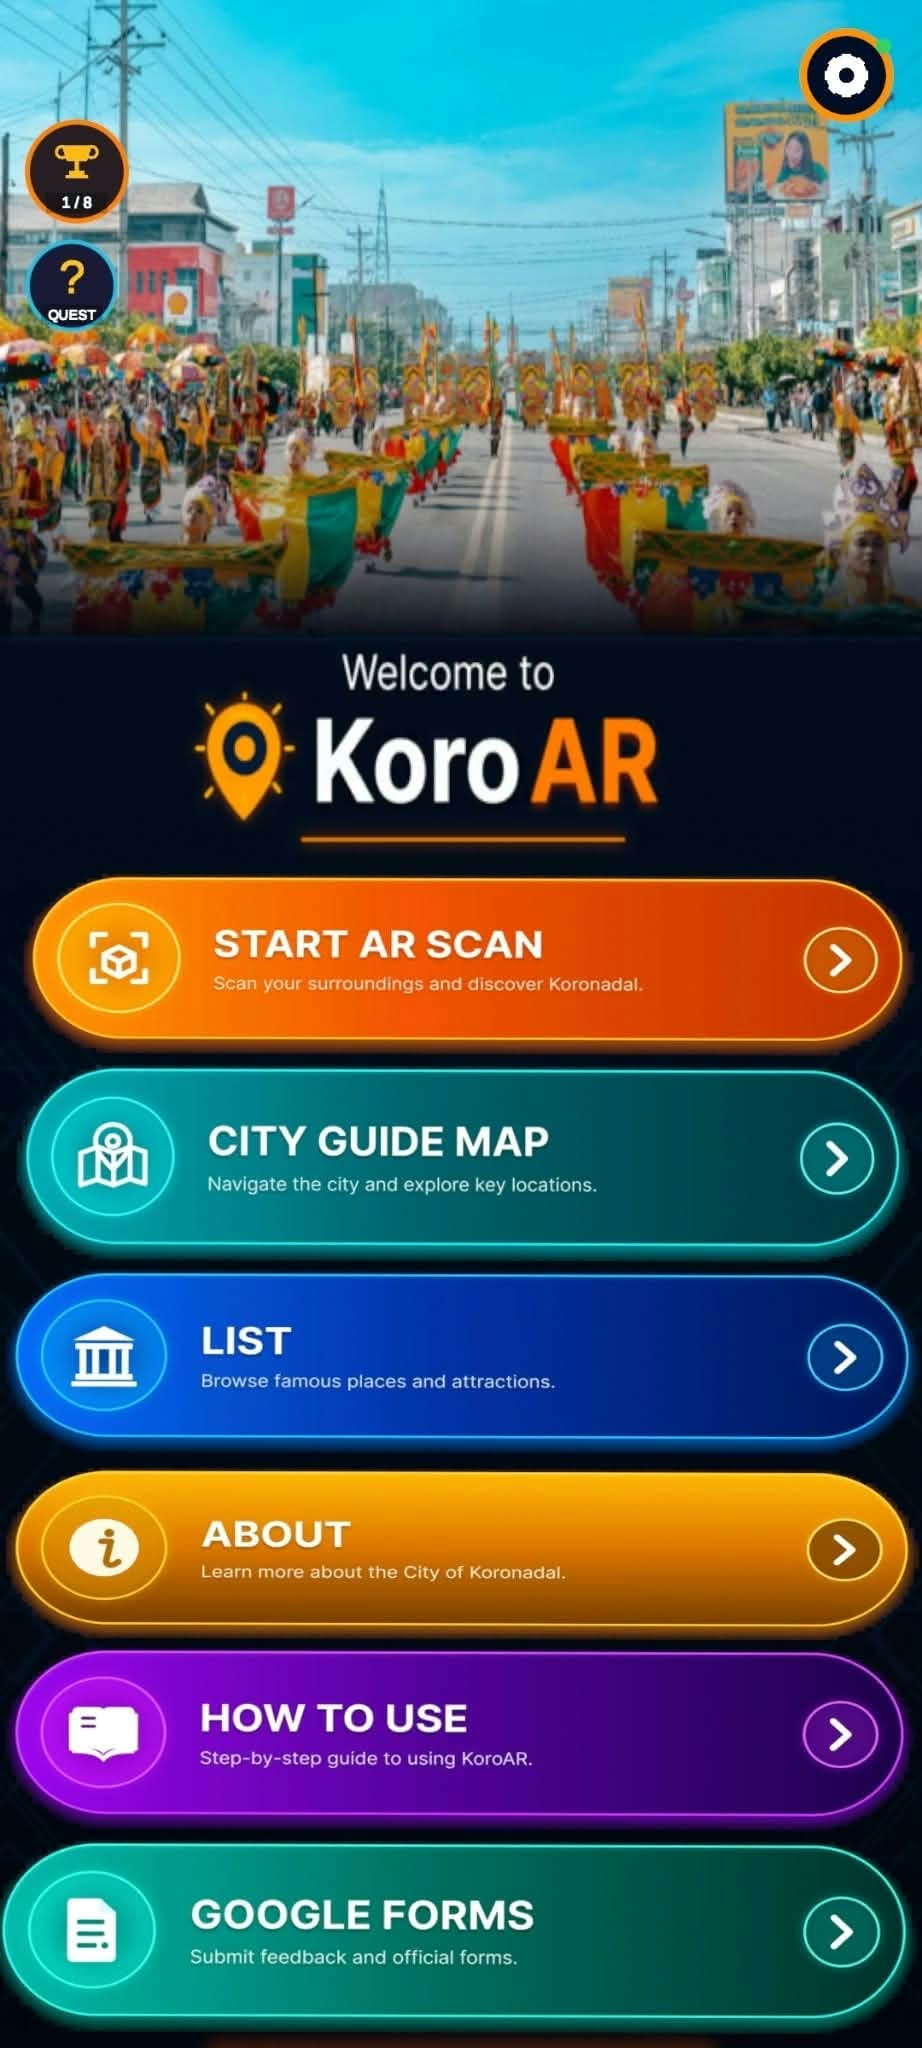 1/8
?
QUEST
Welcome to
KoroAR
START AR SCAN
Scan your surroundings and discover Koronadal.
CITY GUIDE MAP
Navigate the city and explore key locations.
LIST
Browse famous places and attractions.
i
ABOUT
Learn more about the City of Koronadal.
HOW TO USE
Step-by-step guide to using KoroAR.
GOOGLE FORMS
Submit feedback and official forms.